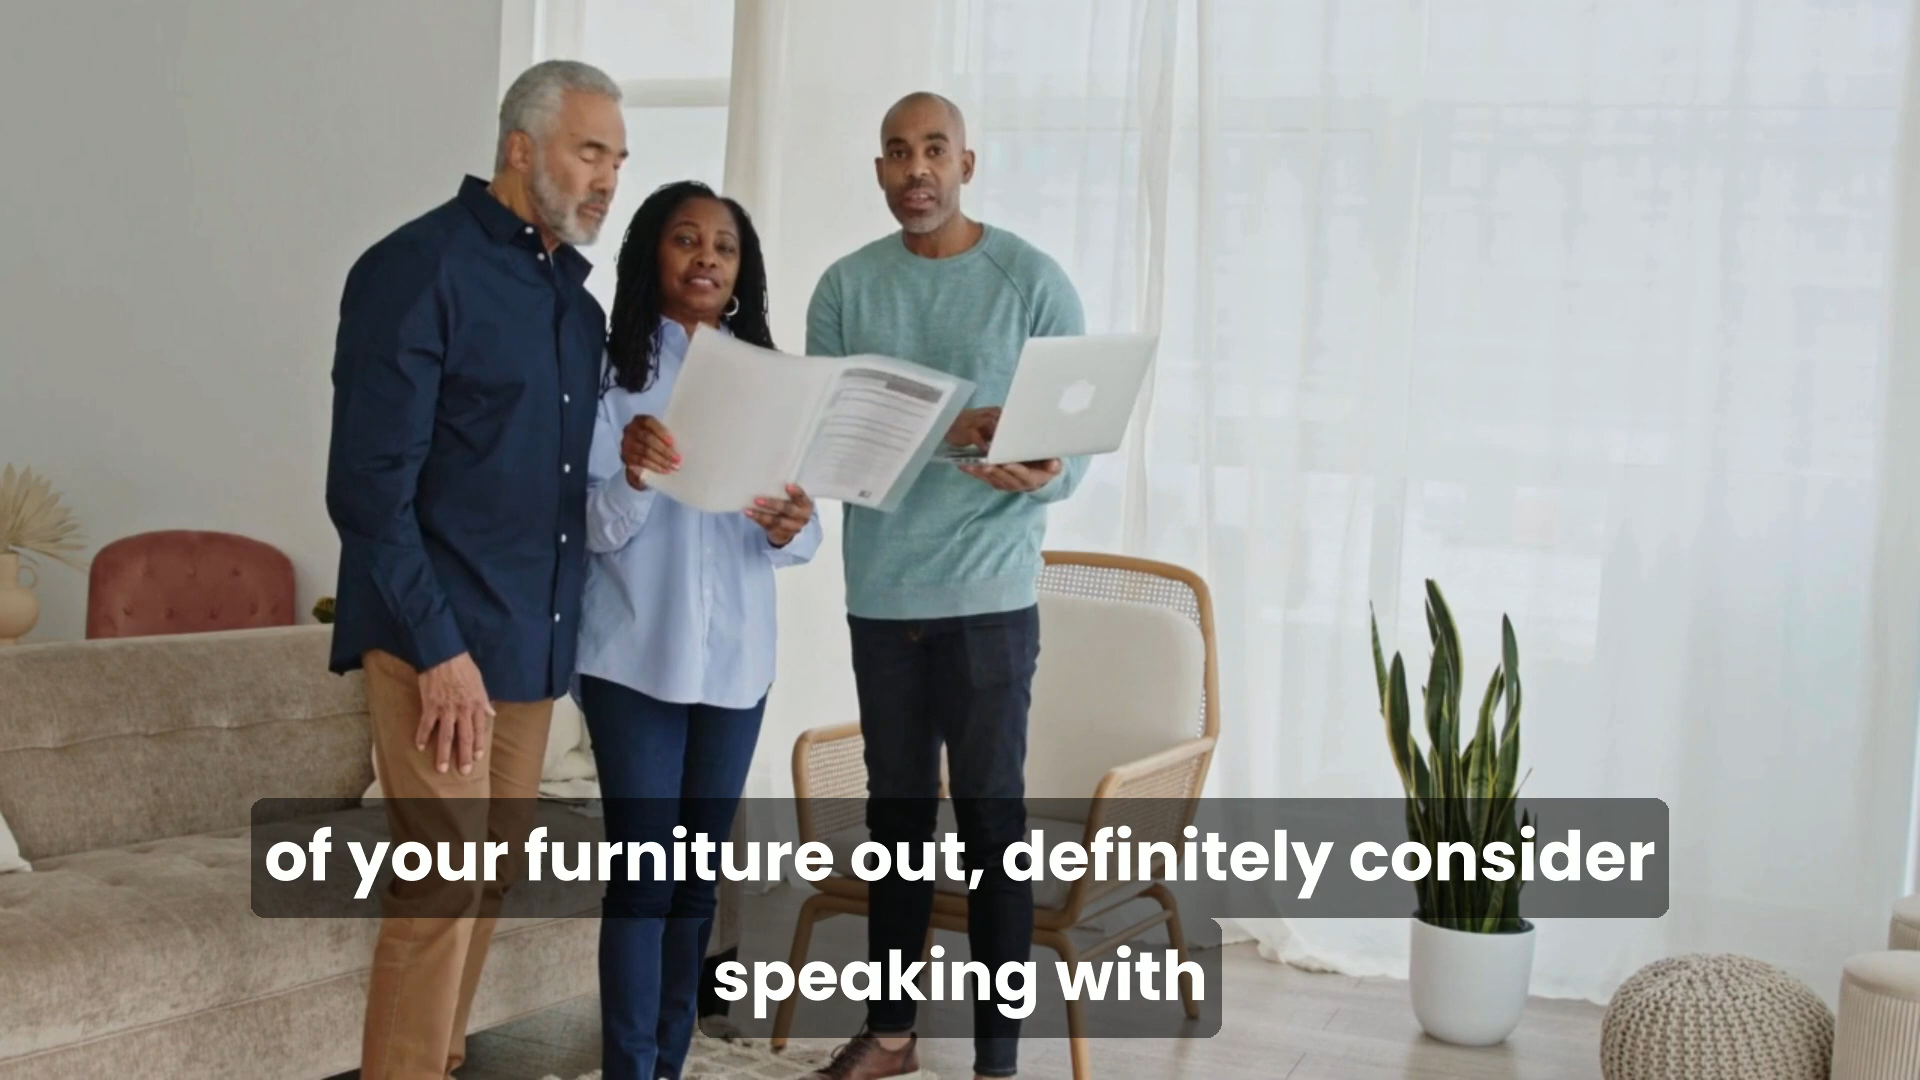 of your furniture out, definitely consider
speaking with